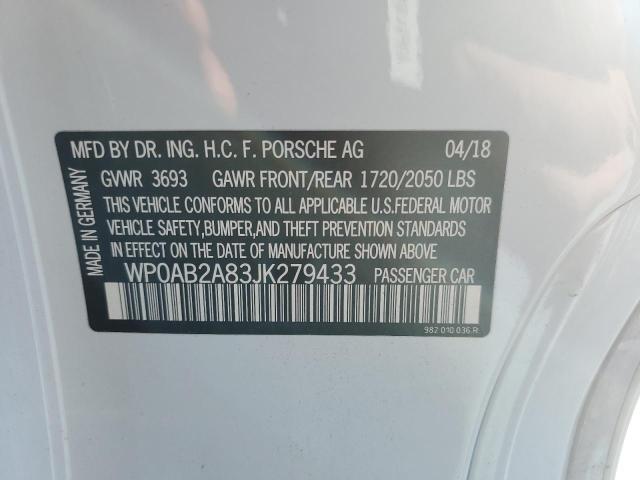 MFD BY DR. ING. H.C. F. PORSCHE AG 04/18
GVWR 3693 GAWR FRONT/REAR 1720/2050 LBS
THIS VEHICLE CONFORMS TO ALL APPLICABLE U.S.FEDERAL MOTOR
VEHICLE SAFETY,BUMPER,AND THEFT PREVENTION STANDARDS
IN EFFECT ON THE DATE OF MANUFACTURE SHOWN ABOVE
WP0AB2A83JK279433 PASSENGER CAR
982 010 036 R
MADE IN GERMANY